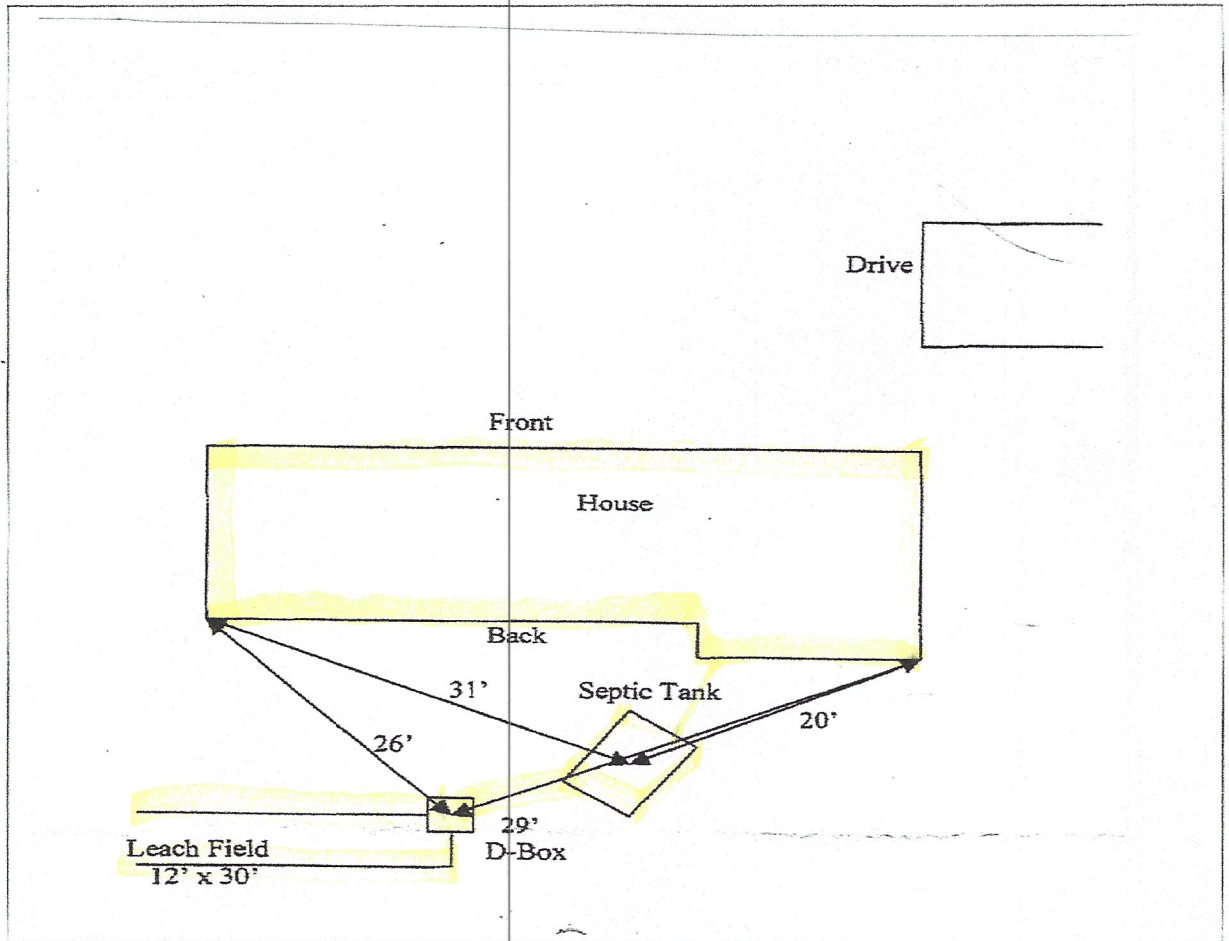 Drive
Front
House
Back
31’
Septic Tank
20’
26’
29’
D-Box
Leach Field
12’ x 30’